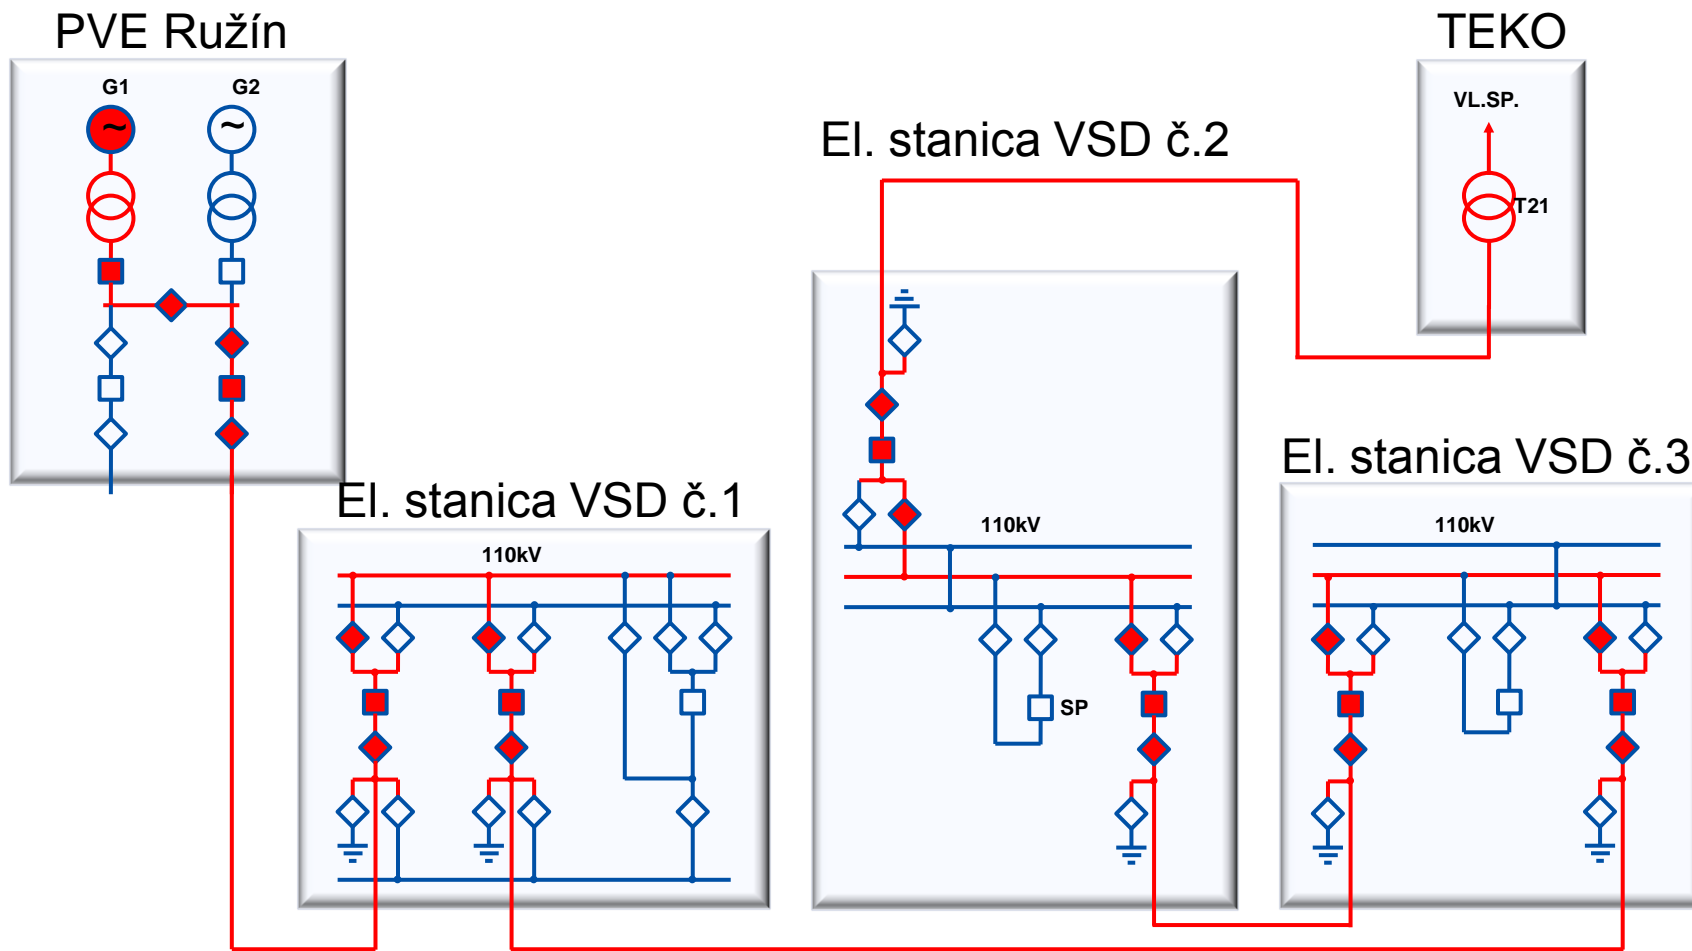 PVE Ružín
TEKO
G1
G2
~
~
VL.SP.
T21
El. stanica VSD č.2
El. stanica VSD č.3
El. stanica VSD č.1
110kV
110kV
110kV
SP